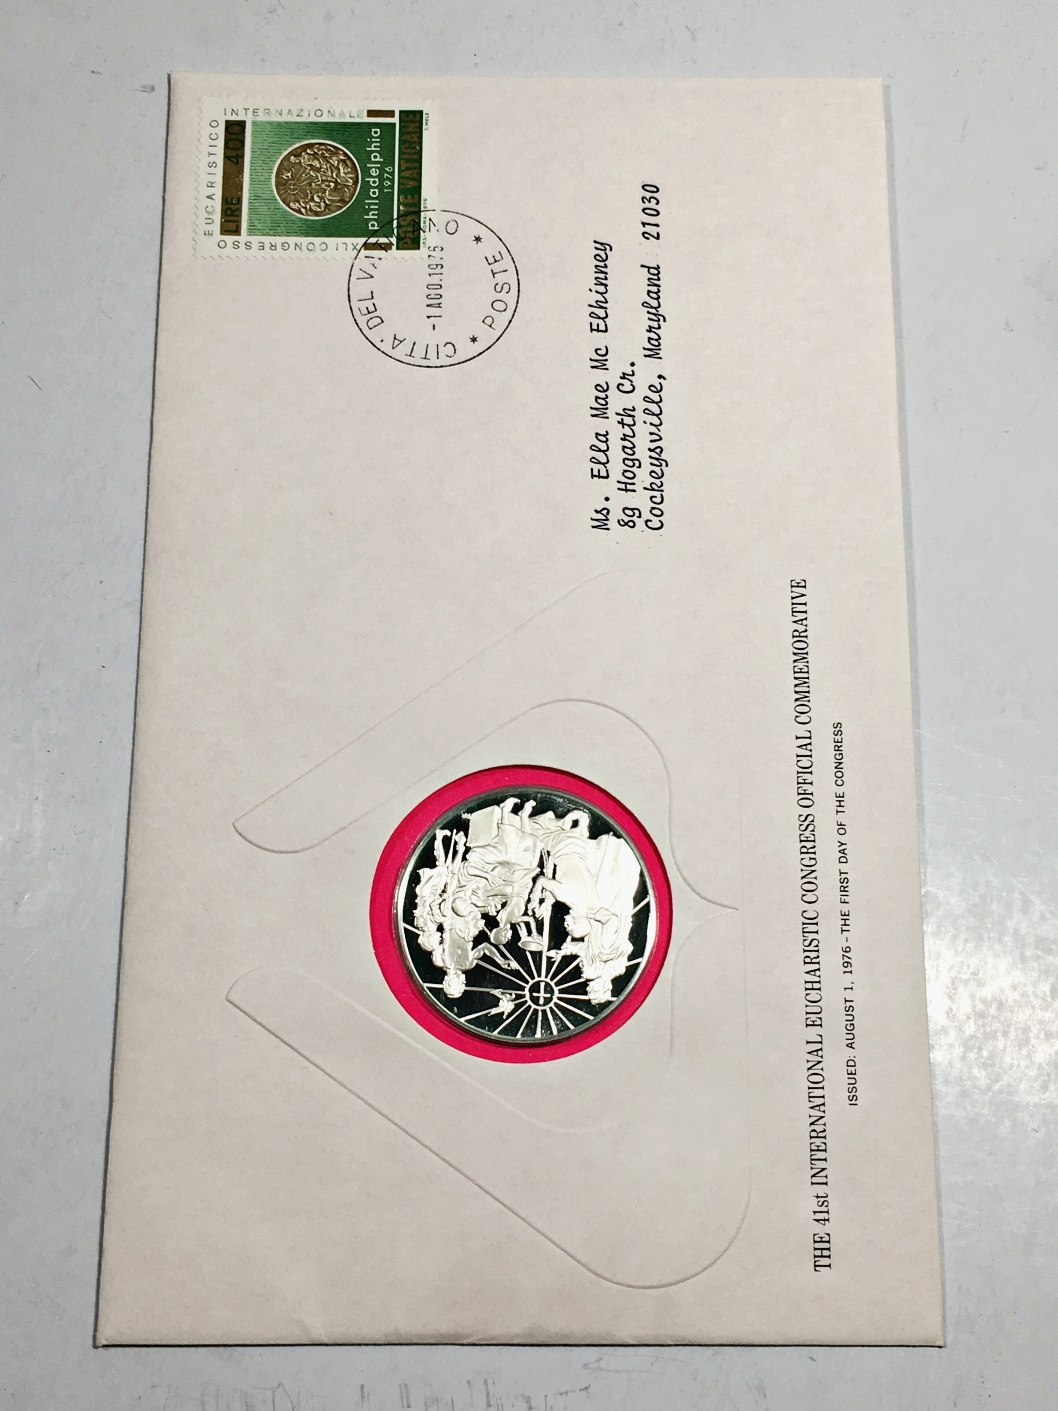 EUCARISTICO
INTERNAZIONALE
XLI CONGRESSO
LIRE 400
philadelphia
1976
POSTE VATICANE
CITTA' DEL VATICANO
-1 AGO.1976
* POSTE *
Ms. Ella Mae Mc Elhinney
8g Hogarth Cr.
Cockeysville, Maryland 21030
THE 41st INTERNATIONAL EUCHARISTIC CONGRESS OFFICIAL COMMEMORATIVE
ISSUED: AUGUST 1, 1976 - THE FIRST DAY OF THE CONGRESS